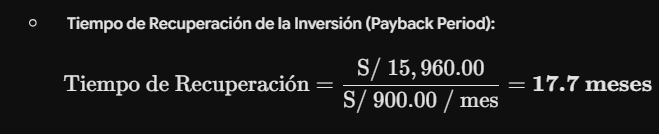 Tiempo de Recuperación de la Inversión (Payback Period):
Tiempo de Recuperación = S/ 15,960.00 / S/ 900.00 / mes = 17.7 meses